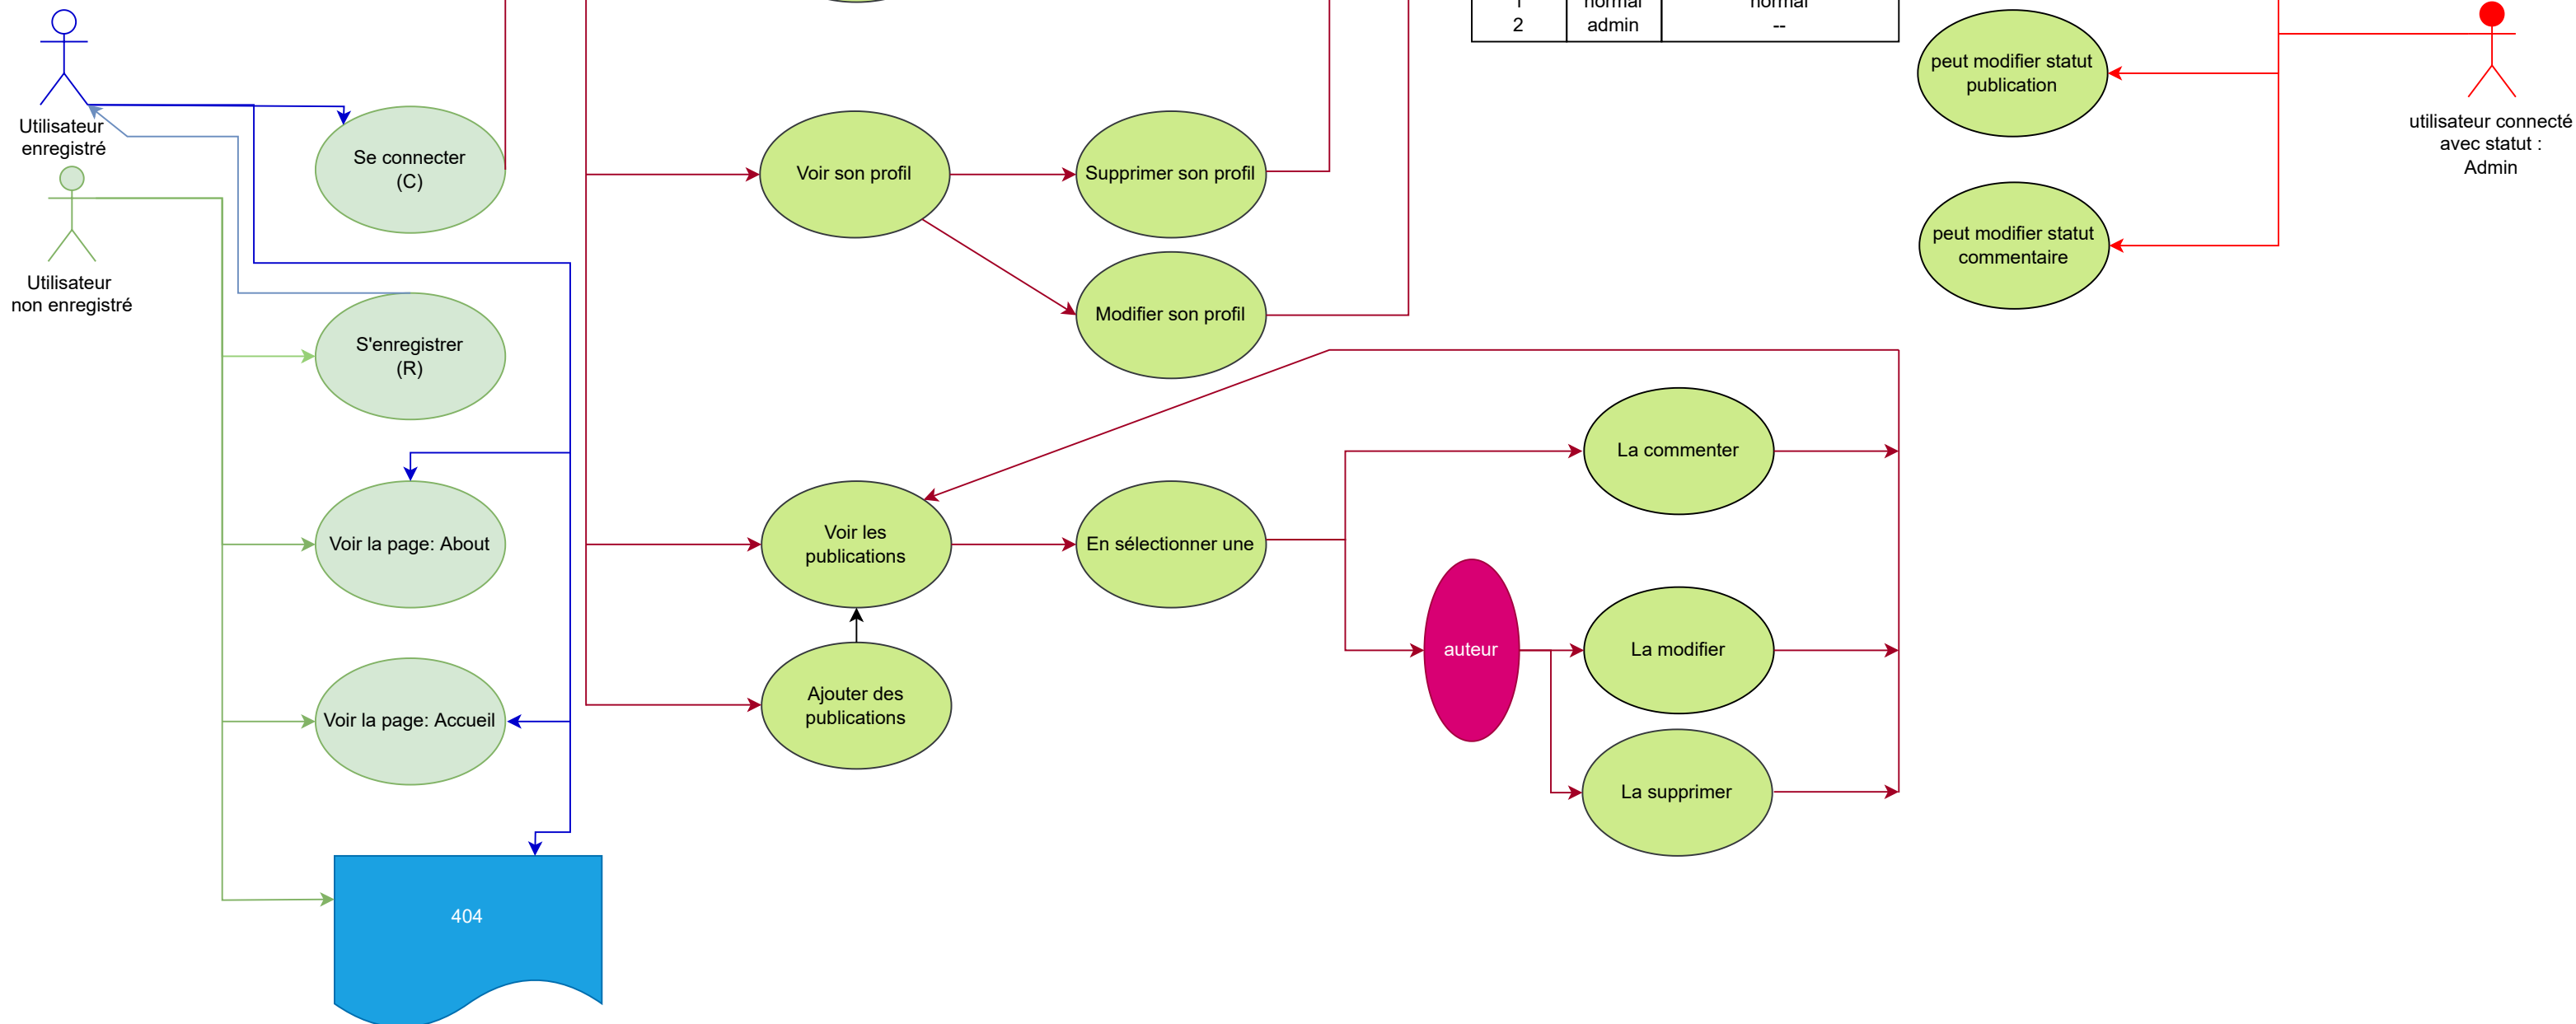 1 normal normal
2 admin --
peut modifier statut
publication
utilisateur connecté
avec statut :
Admin
Utilisateur
enregistré
Se connecter
(C)
Voir son profil
Supprimer son profil
peut modifier statut
commentaire
Utilisateur
non enregistré
Modifier son profil
S'enregistrer
(R)
La commenter
Voir la page: About
Voir les
publications
En sélectionner une
auteur
La modifier
Voir la page: Accueil
Ajouter des
publications
La supprimer
404